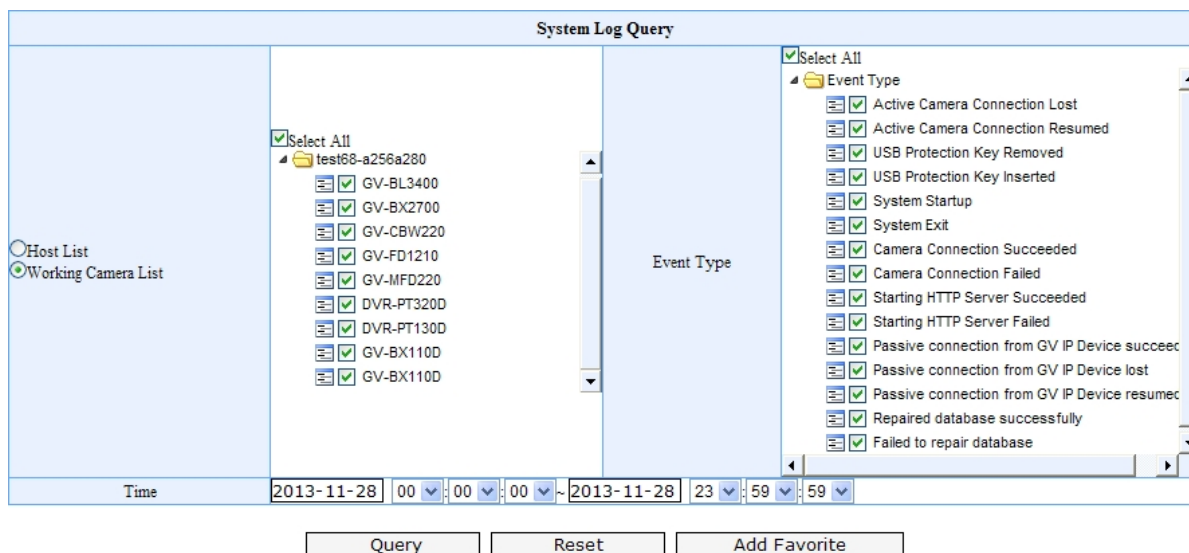 System Log Query
Host List
Working Camera List
Select All
test68-a256a280
GV-BL3400
GV-BX2700
GV-CBW220
GV-FD1210
GV-MFD220
DVR-PT320D
DVR-PT130D
GV-BX110D
GV-BX110D
Event Type
Select All
Event Type
Active Camera Connection Lost
Active Camera Connection Resumed
USB Protection Key Removed
USB Protection Key Inserted
System Startup
System Exit
Camera Connection Succeeded
Camera Connection Failed
Starting HTTP Server Succeeded
Starting HTTP Server Failed
Passive connection from GV IP Device succeed
Passive connection from GV IP Device lost
Passive connection from GV IP Device resumed
Repaired database successfully
Failed to repair database
Time 2013-11-28 00 : 00 : 00 ~ 2013-11-28 23 : 59 : 59
Query Reset Add Favorite